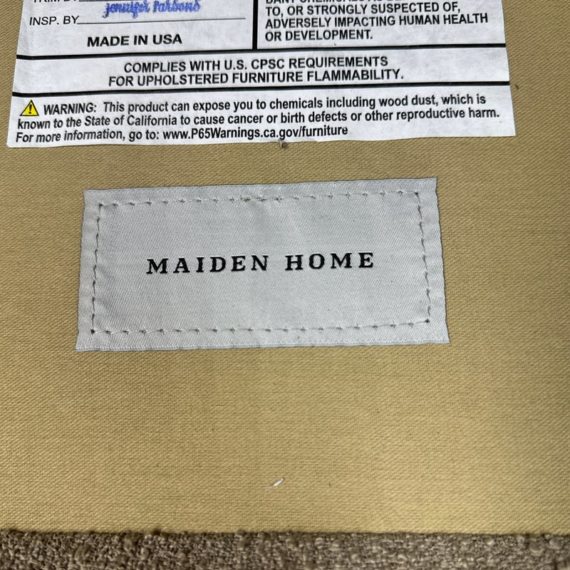 Jennifer Parsons
INSP. BY
MADE IN USA
TO, OR STRONGLY SUSPECTED OF,
ADVERSELY IMPACTING HUMAN HEALTH
OR DEVELOPMENT.
COMPLIES WITH U.S. CPSC REQUIREMENTS
FOR UPHOLSTERED FURNITURE FLAMMABILITY.
WARNING: This product can expose you to chemicals including wood dust, which is
known to the State of California to cause cancer or birth defects or other reproductive harm.
For more information, go to: www.P65Warnings.ca.gov/furniture
MAIDEN HOME